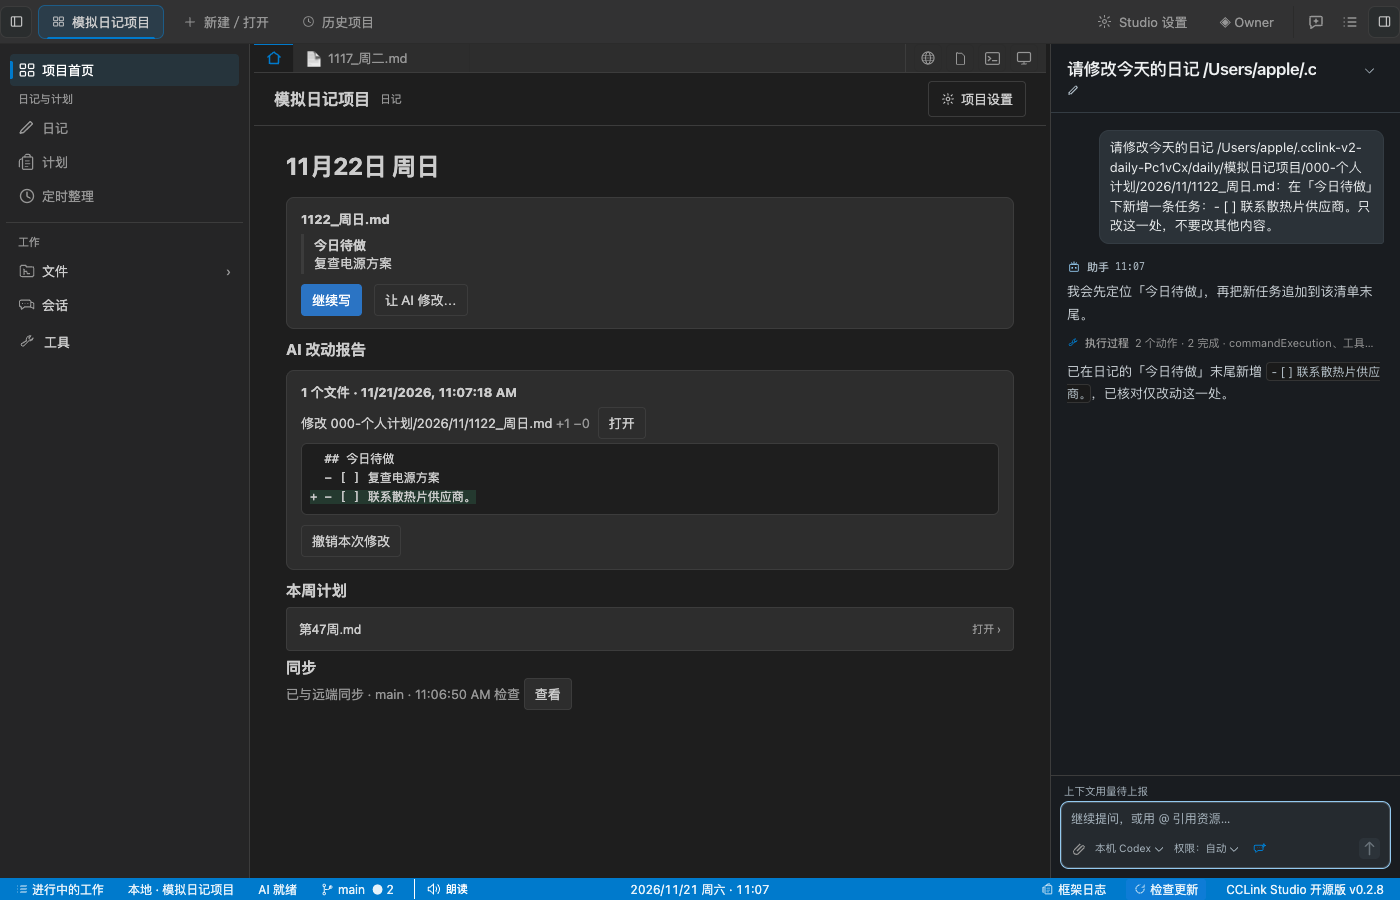 模拟日记项目
新建 / 打开
历史项目
Studio 设置
Owner
项目首页
日记与计划
日记
计划
定时整理
工作
文件
会话
工具
1117_周二.md
模拟日记项目 日记
项目设置
11月22日 周日
1122_周日.md
今日待做
复查电源方案
继续写
让 AI 修改...
AI 改动报告
1 个文件 · 11/21/2026, 11:07:18 AM
修改 000-个人计划/2026/11/1122_周日.md +1 −0 打开
## 今日待做
- [ ] 复查电源方案
+ - [ ] 联系散热片供应商。
撤销本次修改
本周计划
第47周.md
打开 ›
同步
已与远端同步 · main · 11:06:50 AM 检查 查看
请修改今天的日记 /Users/apple/.c
请修改今天的日记 /Users/apple/.cclink-v2-
daily-Pc1vCx/daily/模拟日记项目/000-个人
计划/2026/11/1122_周日.md：在「今日待做」
下新增一条任务：- [ ] 联系散热片供应商。只
改这一处，不要改其他内容。
助手 11:07
我会先定位「今日待做」，再把新任务追加到该清单末
尾。
执行过程 2 个动作 · 2 完成 · commandExecution、工具...
已在日记的「今日待做」末尾新增 - [ ] 联系散热片供应
商。，已核对仅改动这一处。
上下文用量待上报
继续提问，或用 @ 引用资源...
本机 Codex
权限：自动
进行中的工作
本地 · 模拟日记项目
AI 就绪
main
2
朗读
2026/11/21 周六 · 11:07
框架日志
检查更新
CCLink Studio 开源版 v0.2.8